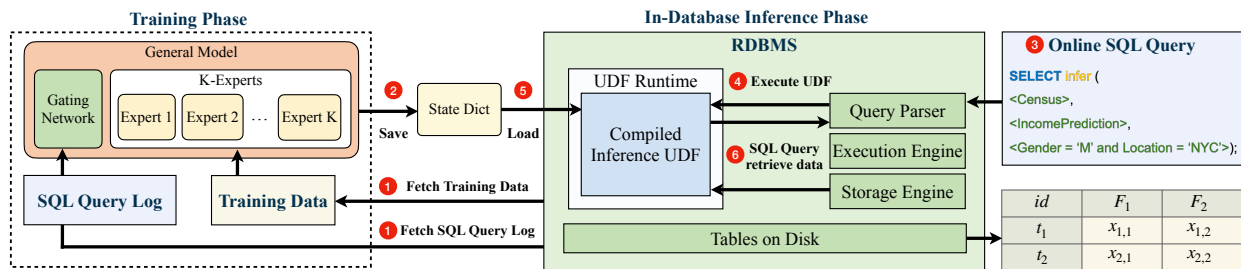 Training Phase
General Model
Gating
Network
K-Experts
Expert 1
Expert 2
...
Expert K
SQL Query Log
Training Data
2
Save
State Dict
5
Load
1 Fetch Training Data
1 Fetch SQL Query Log
In-Database Inference Phase
RDBMS
UDF Runtime
Compiled
Inference UDF
4 Execute UDF
6 SQL Query
retrieve data
Query Parser
Execution Engine
Storage Engine
Tables on Disk
3 Online SQL Query
SELECT infer (
<Census>,
<IncomePrediction>,
<Gender = 'M' and Location = 'NYC'>);
id F1 F2
t1 x1,1 x1,2
t2 x2,1 x2,2